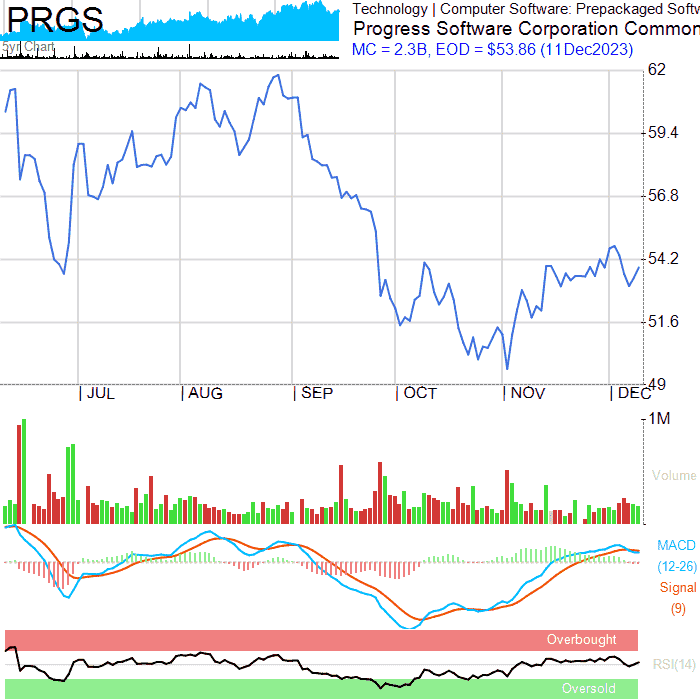 PRGS
5yr Chart
Technology | Computer Software: Prepackaged Softw
Progress Software Corporation Common
MC = 2.3B, EOD = $53.86 (11Dec2023)
62
59.4
56.8
54.2
51.6
49
JUL AUG SEP OCT NOV DEC
1M
Volume
MACD
(12-26)
Signal
(9)
Overbought
RSI(14)
Oversold